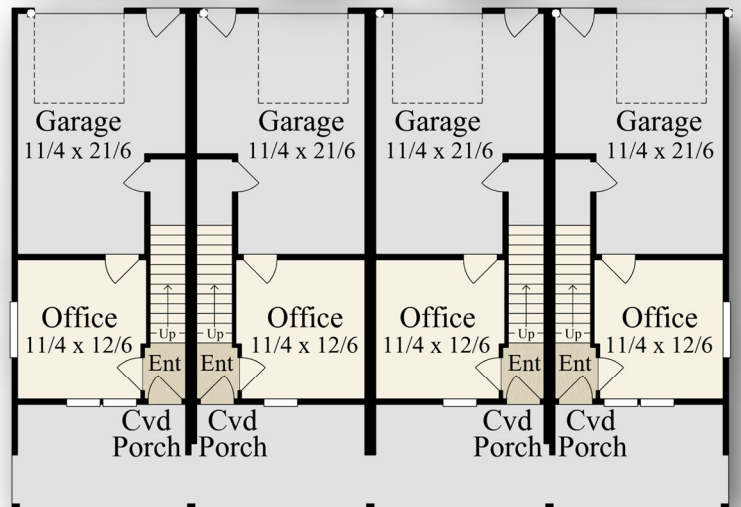 Garage
11/4 x 21/6
Garage
11/4 x 21/6
Garage
11/4 x 21/6
Garage
11/4 x 21/6
Office
11/4 x 12/6
Up
Up
Office
11/4 x 12/6
Office
11/4 x 12/6
Up
Up
Office
11/4 x 12/6
Ent
Ent
Ent
Ent
Cvd
Porch
Cvd
Porch
Cvd
Porch
Cvd
Porch